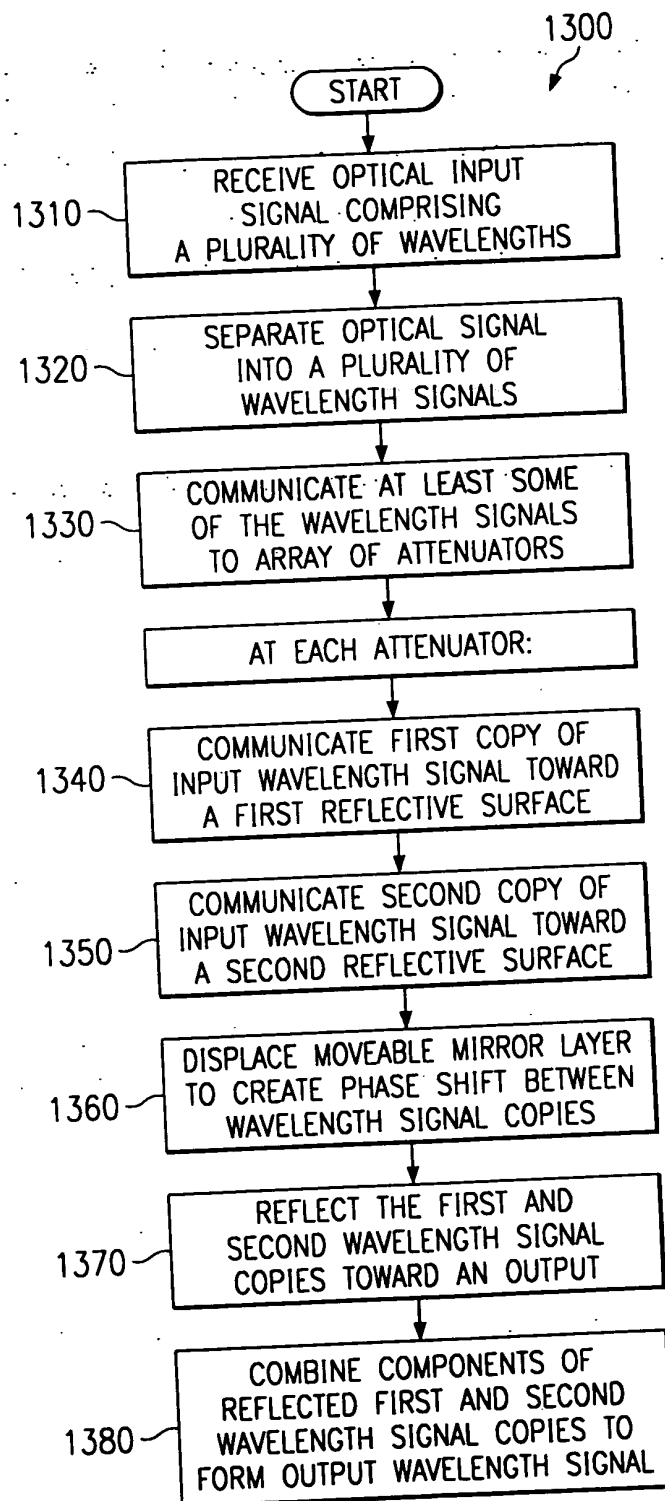 1300
START
1310
RECEIVE OPTICAL INPUT
SIGNAL COMPRISING
A PLURALITY OF WAVELENGTHS
1320
SEPARATE OPTICAL SIGNAL
INTO A PLURALITY OF
WAVELENGTH SIGNALS
1330
COMMUNICATE AT LEAST SOME
OF THE WAVELENGTH SIGNALS
TO ARRAY OF ATTENUATORS
AT EACH ATTENUATOR:
1340
COMMUNICATE FIRST COPY OF
INPUT WAVELENGTH SIGNAL TOWARD
A FIRST REFLECTIVE SURFACE
1350
COMMUNICATE SECOND COPY OF
INPUT WAVELENGTH SIGNAL TOWARD
A SECOND REFLECTIVE SURFACE
1360
DISPLACE MOVEABLE MIRROR LAYER
TO CREATE PHASE SHIFT BETWEEN
WAVELENGTH SIGNAL COPIES
1370
REFLECT THE FIRST AND
SECOND WAVELENGTH SIGNAL
COPIES TOWARD AN OUTPUT
1380
COMBINE COMPONENTS OF
REFLECTED FIRST AND SECOND
WAVELENGTH SIGNAL COPIES TO
FORM OUTPUT WAVELENGTH SIGNAL